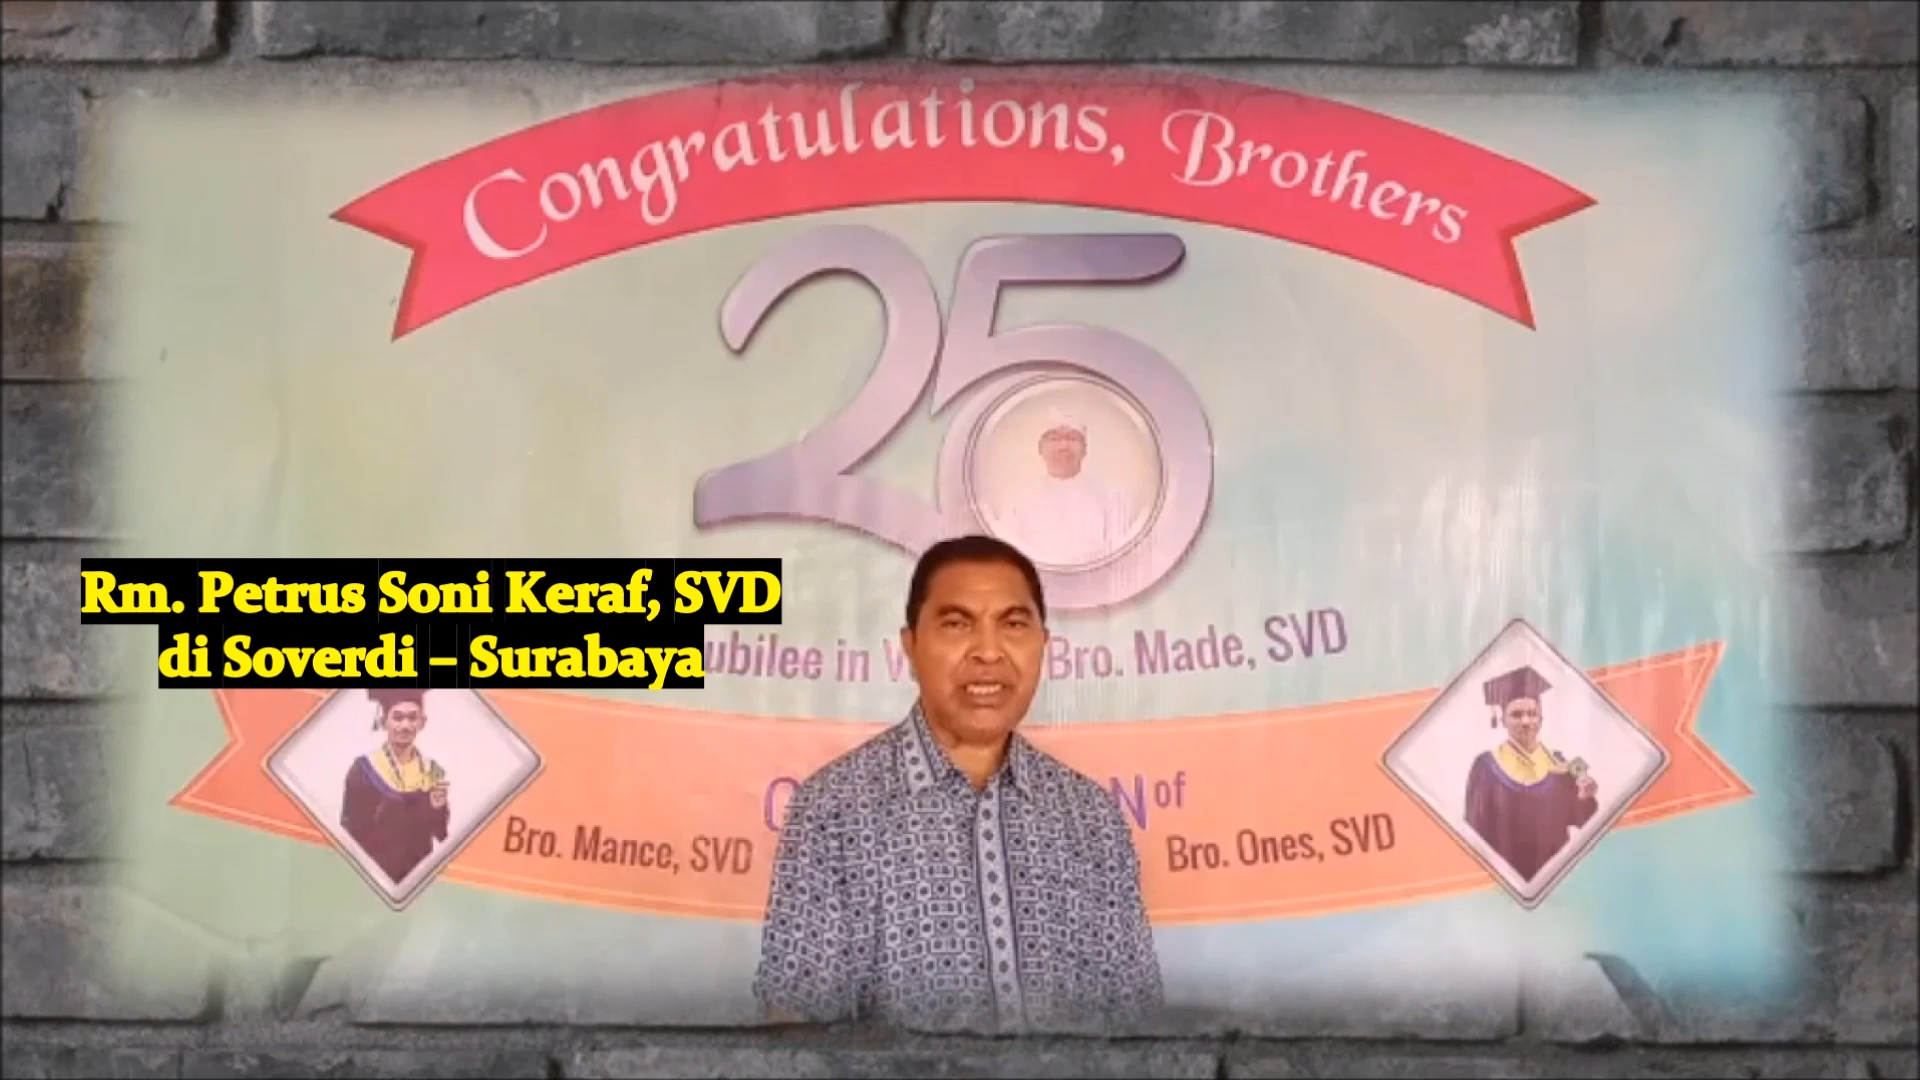 Congratulations, Brothers
25
Rm. Petrus Soni Keraf, SVD
di Soverdi – Surabaya
ubilee in Bro. Made, SVD
of
Bro. Mance, SVD
Bro. Ones, SVD